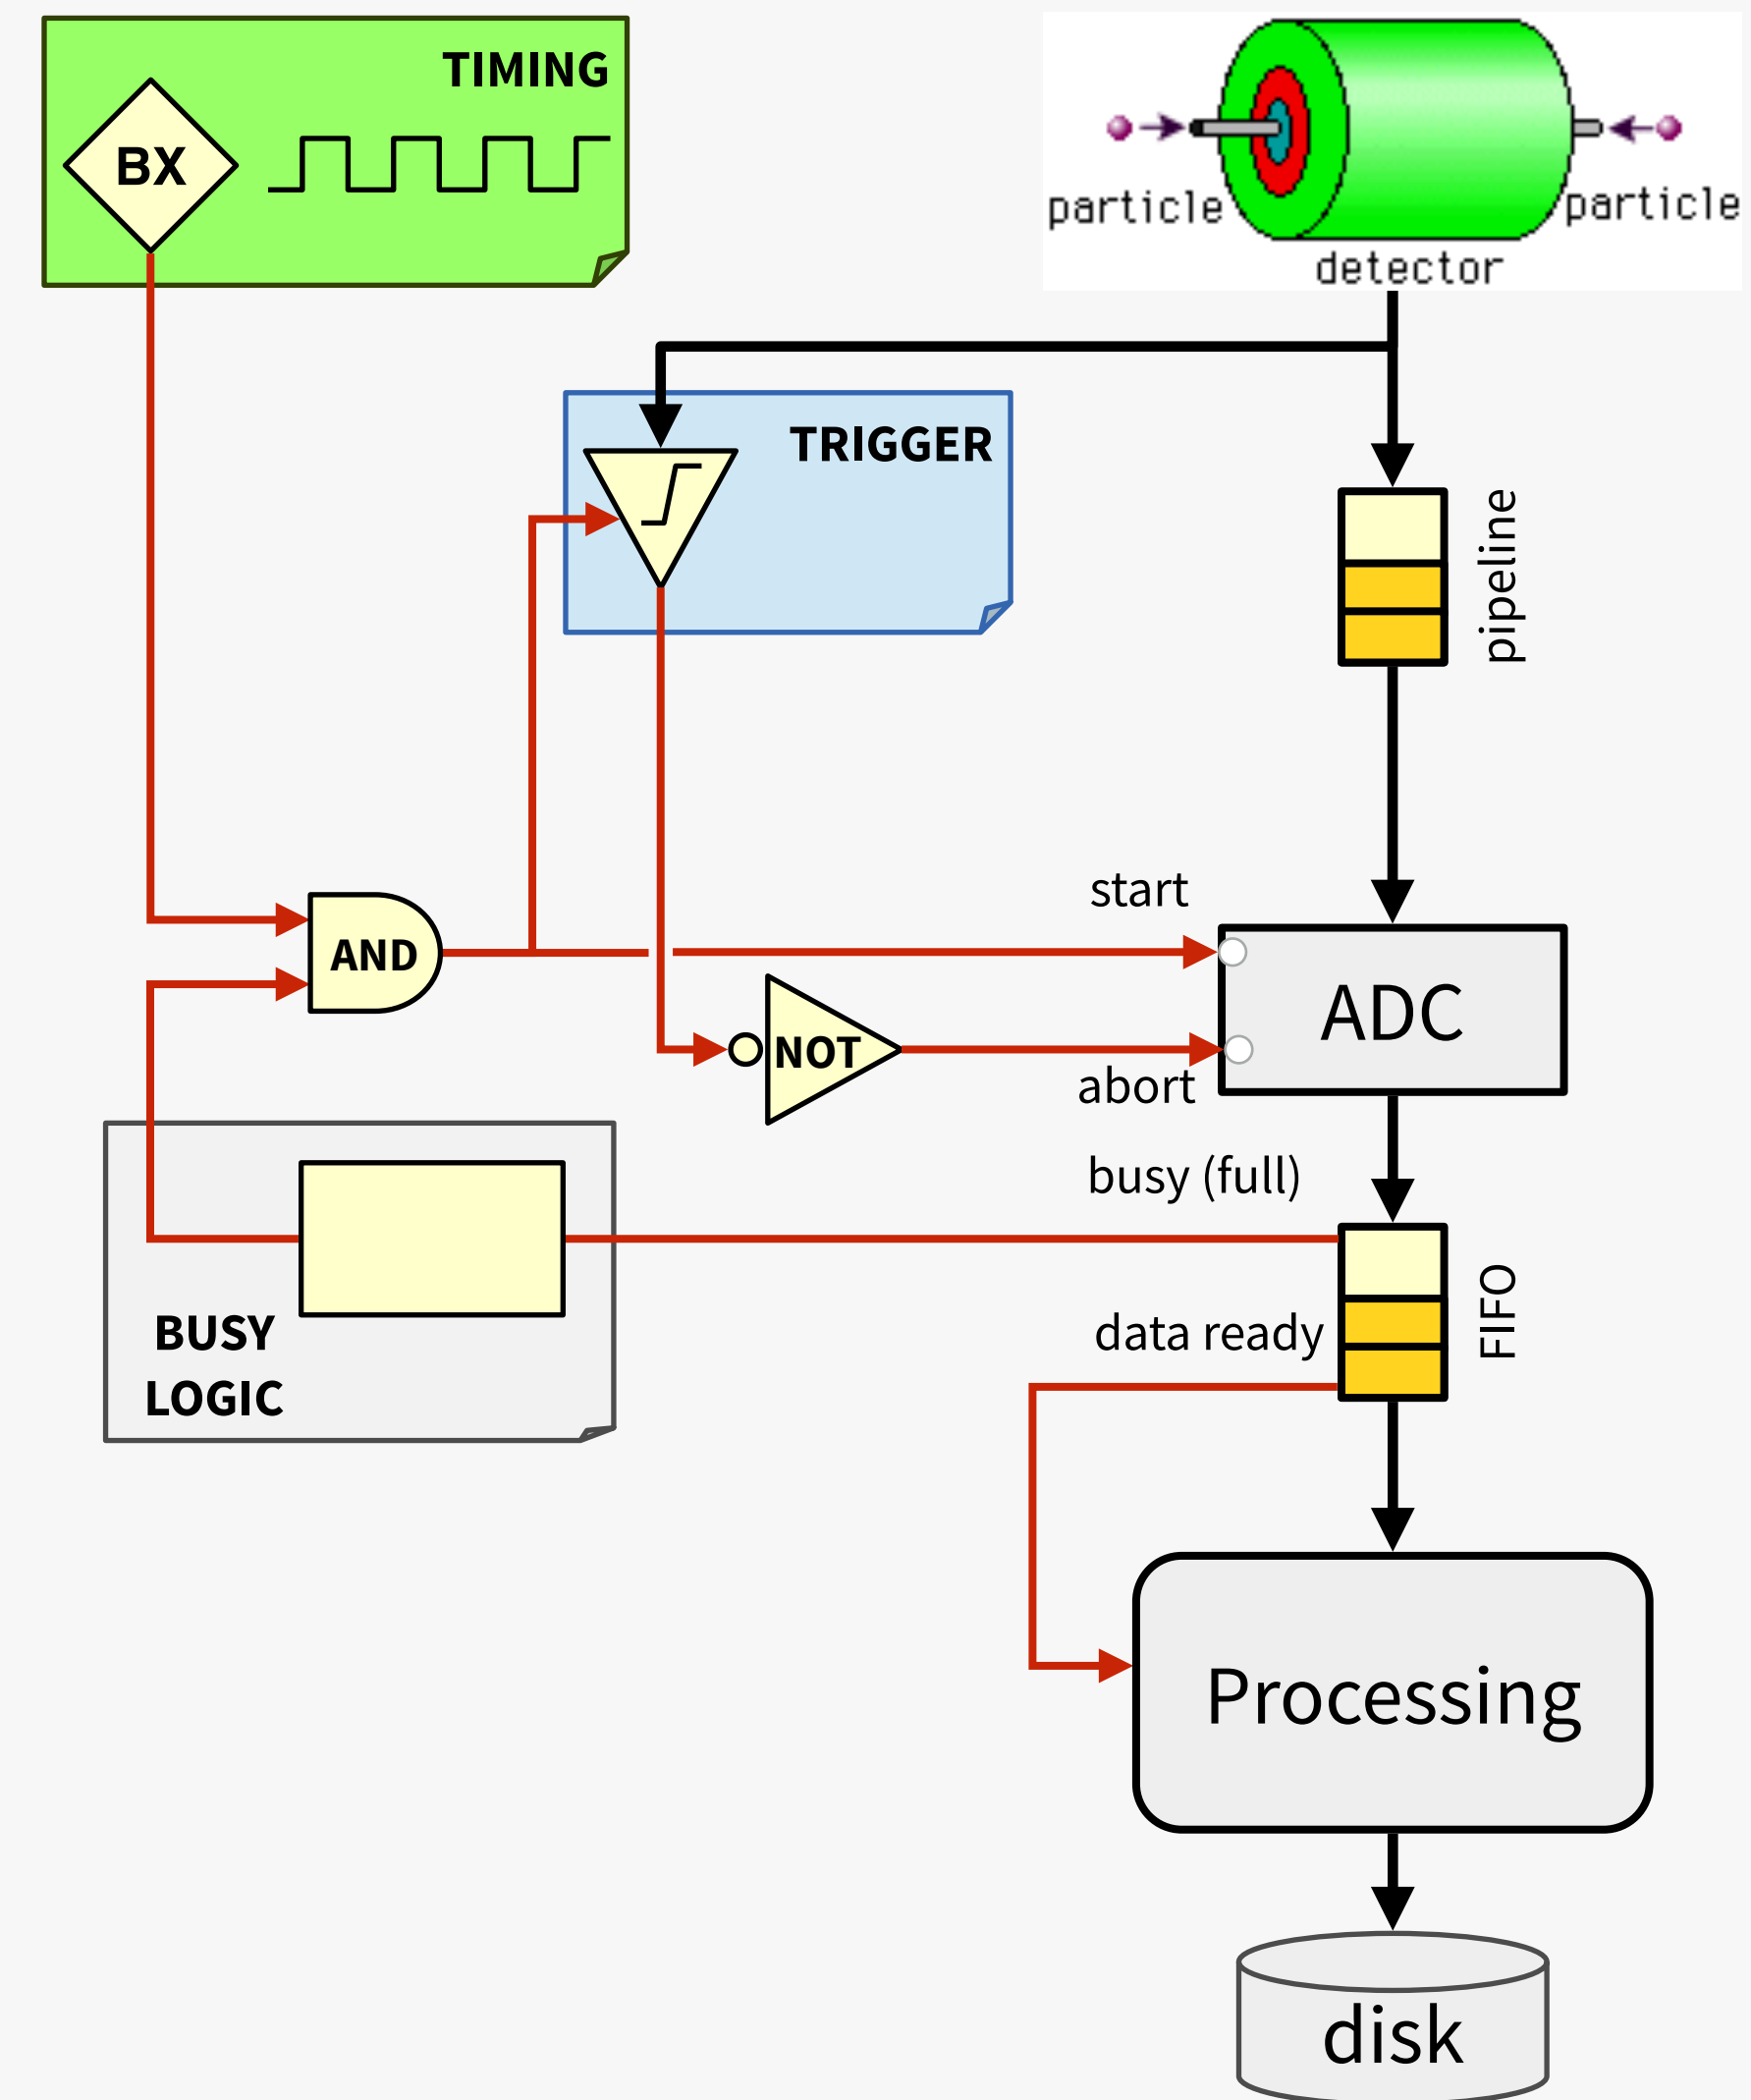 TIMING
BX
particle
particle
detector
TRIGGER
pipeline
start
AND
ADC
NOT
abort
busy (full)
FIFO
data ready
BUSY
LOGIC
Processing
disk